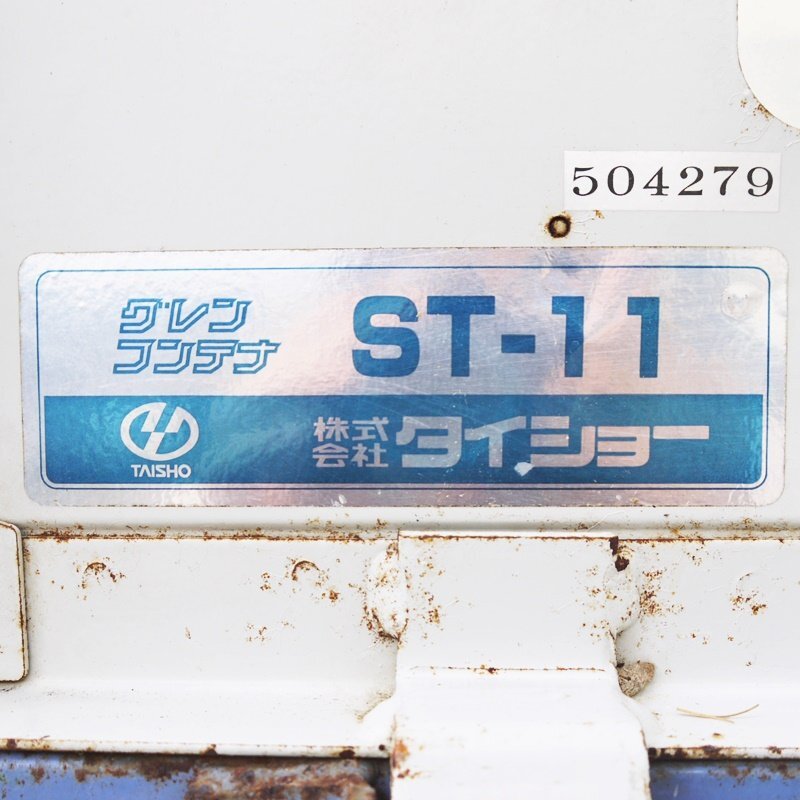 504279
グレン
コンテナ
ST-11
TAISHO
株式
会社
タイショー